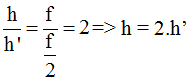 h/h' = f/(f/2) = 2 => h = 2.h’